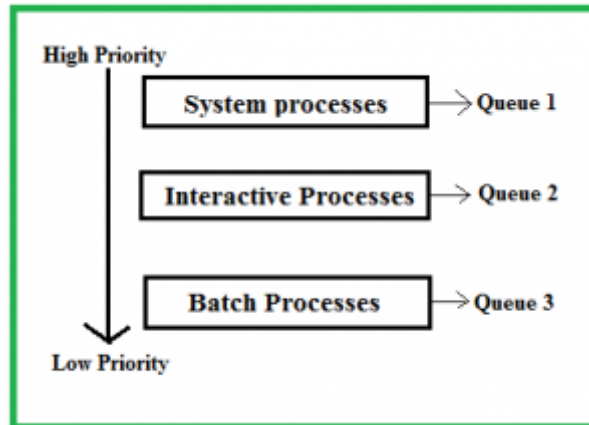 High Priority
System processes
Queue 1
Interactive Processes
Queue 2
Batch Processes
Queue 3
Low Priority